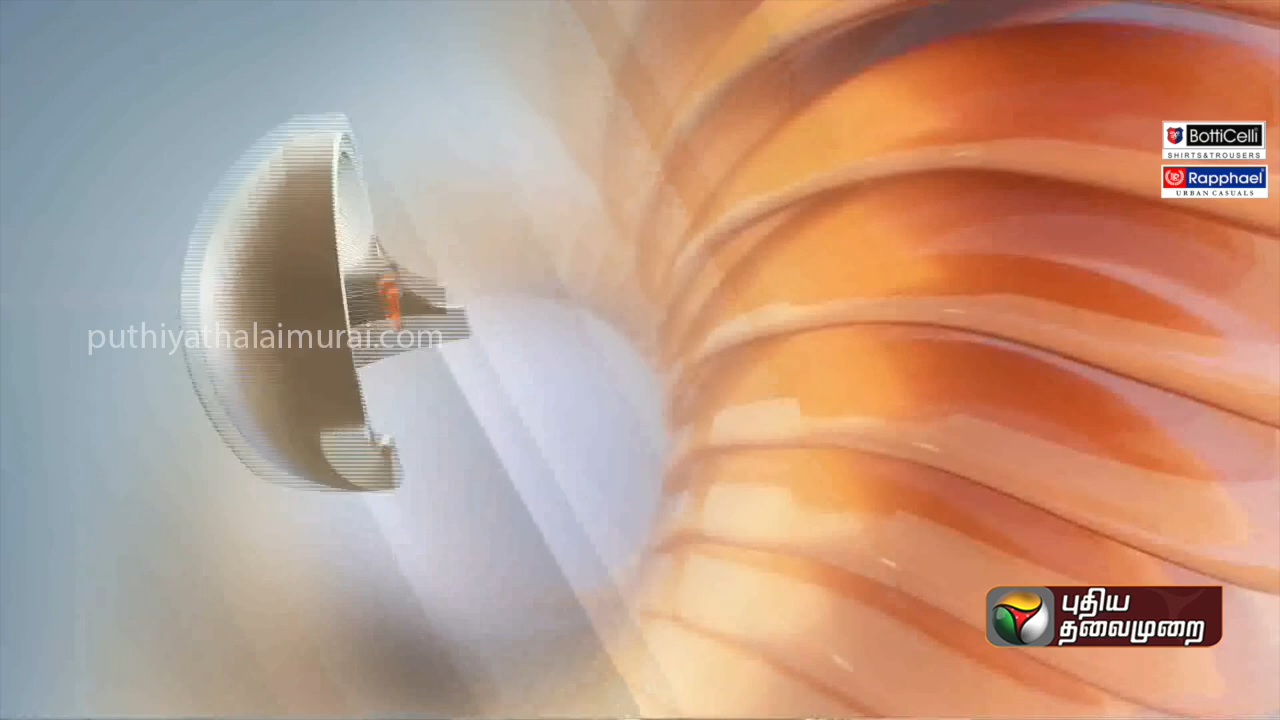 BottiCelli
SHIRTS&TROUSERS
Rapphael
URBAN CASUALS
puthiyathalaimurai.com
புதிய
தலைமுறை